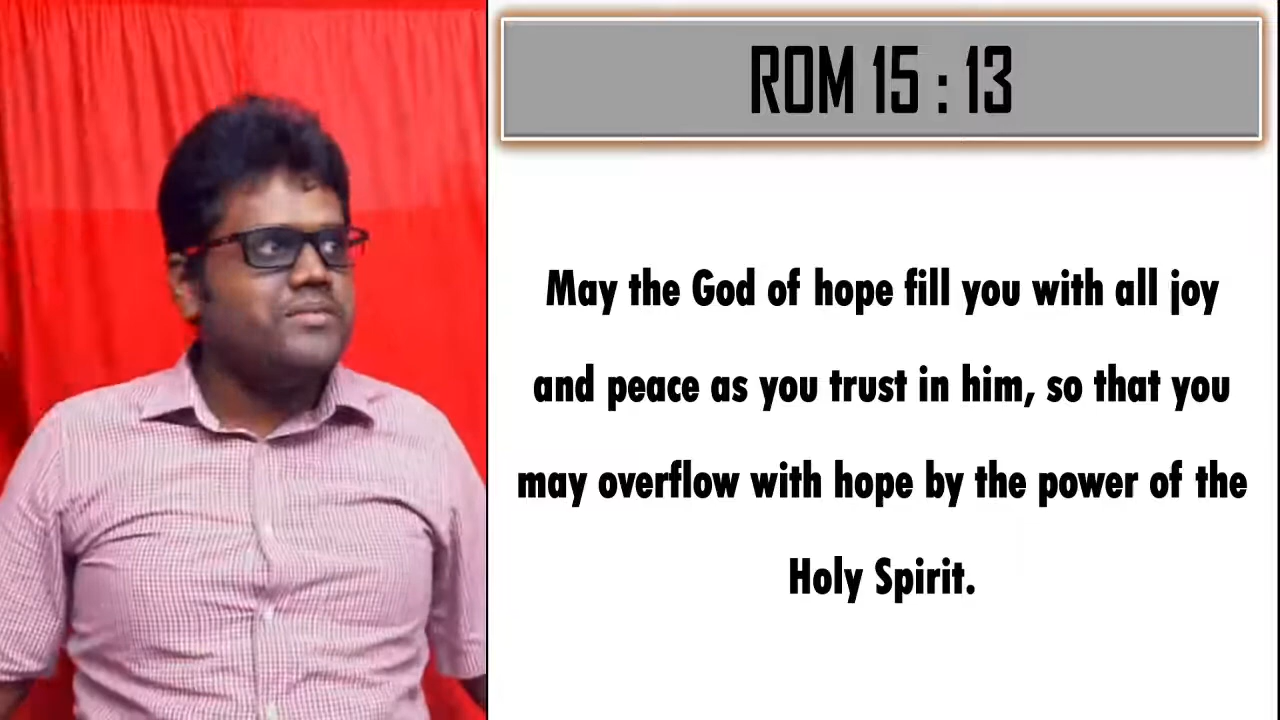 ROM 15 : 13
May the God of hope fill you with all joy
and peace as you trust in him, so that you
may overflow with hope by the power of the
Holy Spirit.